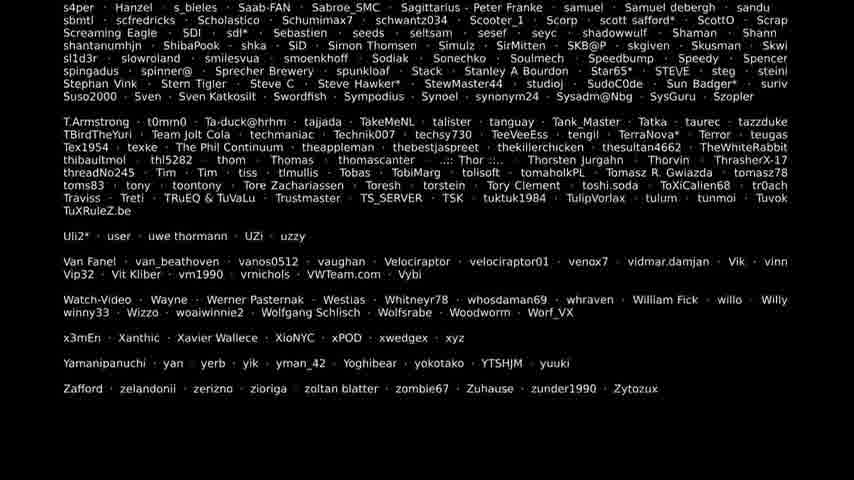 s4per · Hanzel · s_bieles · Saab-FAN · Sabroe_SMC · Sagittarius - Peter Franke · samuel · Samuel debergh · sandu
sbmtl · scfredricks · Scholastico · Schumimax7 · schwantz034 · Scooter_1 · Scorp · scott safford* · ScottO · Scrap
Screaming Eagle · SDI · sdl* · Sebastien · seeds · seltsam · sesef · seyc · shadowwulf · Shaman · Sham
shantanumhjn · ShibaPook · shka · SiD · Simon Thomsen · Simulz · SirMitten · SKB@P · skgiven · Skusman · Skwi
sl1d3r · slowroland · smilesvua · smoenkhoff · Sodiak · Sonechko · Soulmech · Speedbump · Speedy · Spencer
spingadus · spinner@ · Sprecher Brewery · spunkloaf · Stack · Stanley A Bourdon · Star65* · STE\/E · steg · steini
Stephan Vink · Stern Tigler · Steve C · Steve Hawker* · StewMaster44 · studioj · SudoC0de · Sun Badger* · suriv
Suso2000 · Sven · Sven Katkosilt · Swordfish · Sympodius · Synoel · synonym24 · Sysadm@Nbg · SysGuru · Szopler
T.Armstrong · t0mm0 · Ta-duck@hrhm · tajjada · TakeMeNL · talister · tanguay · Tank_Master · Tatka · taurec · tazzduke
TBirdTheYuri · Team Jolt Cola · techmaniac · Technik007 · techsy730 · TeeVeeEss · tengil · TerraNova* · Terror · teugas
Tex1954 · texke · The Phil Continuum · theappleman · thebestjaspreet · thekillerchicken · thesultan4662 · TheWhiteRabbit
thibaultmol · thl5282 · thom · Thomas · thomascanter · ..:: Thor ::.. · Thorsten Jurgahn · Thorvin · ThrasherX-17
threadNo245 · Tim · Tim · tiss · tlmullis · Tobas · TobiMarg · tolisoft · tomaholkPL · Tomasz R. Gwiazda · tomasz78
toms83 · tony · toontony · Tore Zachariassen · Toresh · torstein · Tory Clement · toshi.soda · ToXiCalien68 · tr0ach
Traviss · Treti · TRuEQ & TuVaLu · Trustmaster · TS_SERVER · TSK · tuktuk1984 · TulipVorlax · tulum · tunmoi · Tuvok
TuXRuleZ.be
Uli2* · user · uwe thormann · UZi · uzzy
Van Fanel · van_beathoven · vanos0512 · vaughan · Velociraptor · velociraptor01 · venox7 · vidmar.damjan · Vik · vinn
Vip32 · Vit Kliber · vm1990 · vrnichols · VWTeam.com · Vybi
Watch-Video · Wayne · Werner Pasternak · Westias · Whitneyr78 · whosdaman69 · whraven · William Fick · willo · Willy
winny33 · Wizzo · woaiwinnie2 · Wolfgang Schlisch · Wolfsrabe · Woodworm · Worf_VX
x3mEn · Xanthic · Xavier Wallece · XioNYC · xPOD · xwedgex · xyz
Yamanipanuchi · yan · yerb · yik · yman_42 · Yoghibear · yokotako · YTSHJM · yuuki
Zafford · zelandonii · zerizno · zioriga · zoltan blatter · zombie67 · Zuhause · zunder1990 · Zytozux